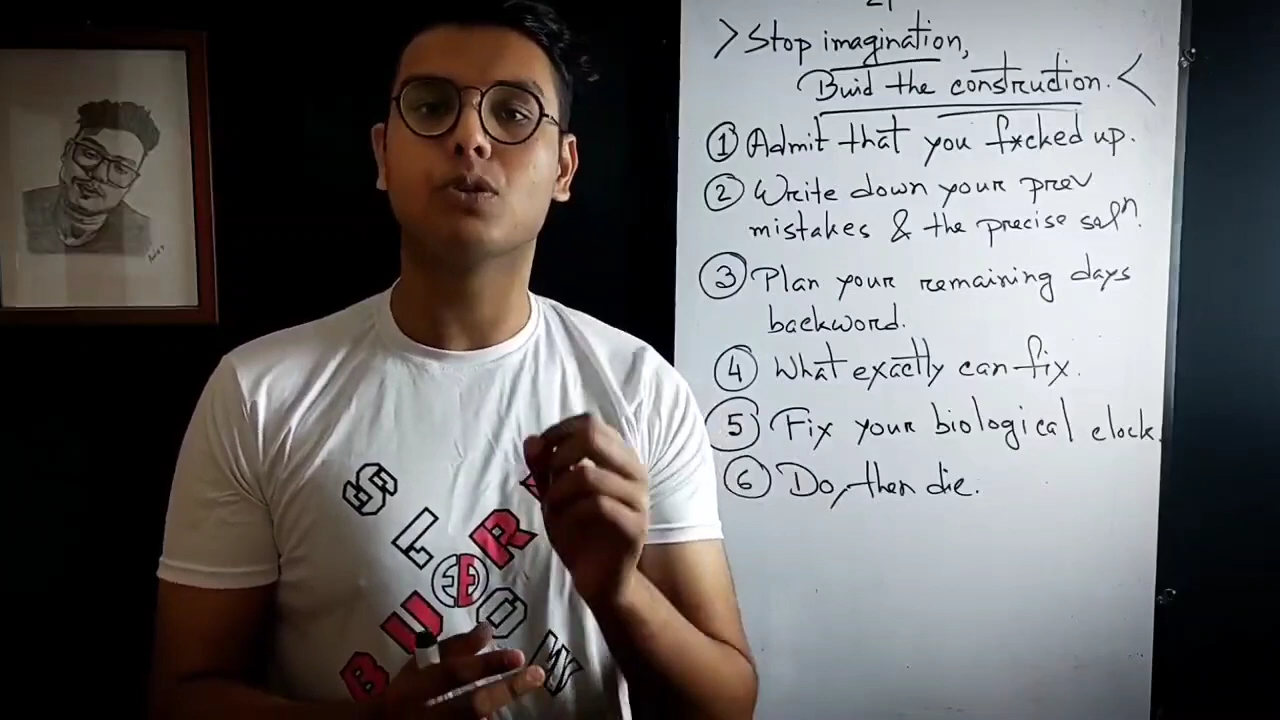 > Stop imagination,
Buid the construction. <
① Admit that you f*cked up.
② Write down your prev
mistakes & the precise solⁿ.
③ Plan your remaining days
backword.
④ What exactly can fix.
⑤ Fix your biological clock.
⑥ Do, then die.
SLOW
BURN